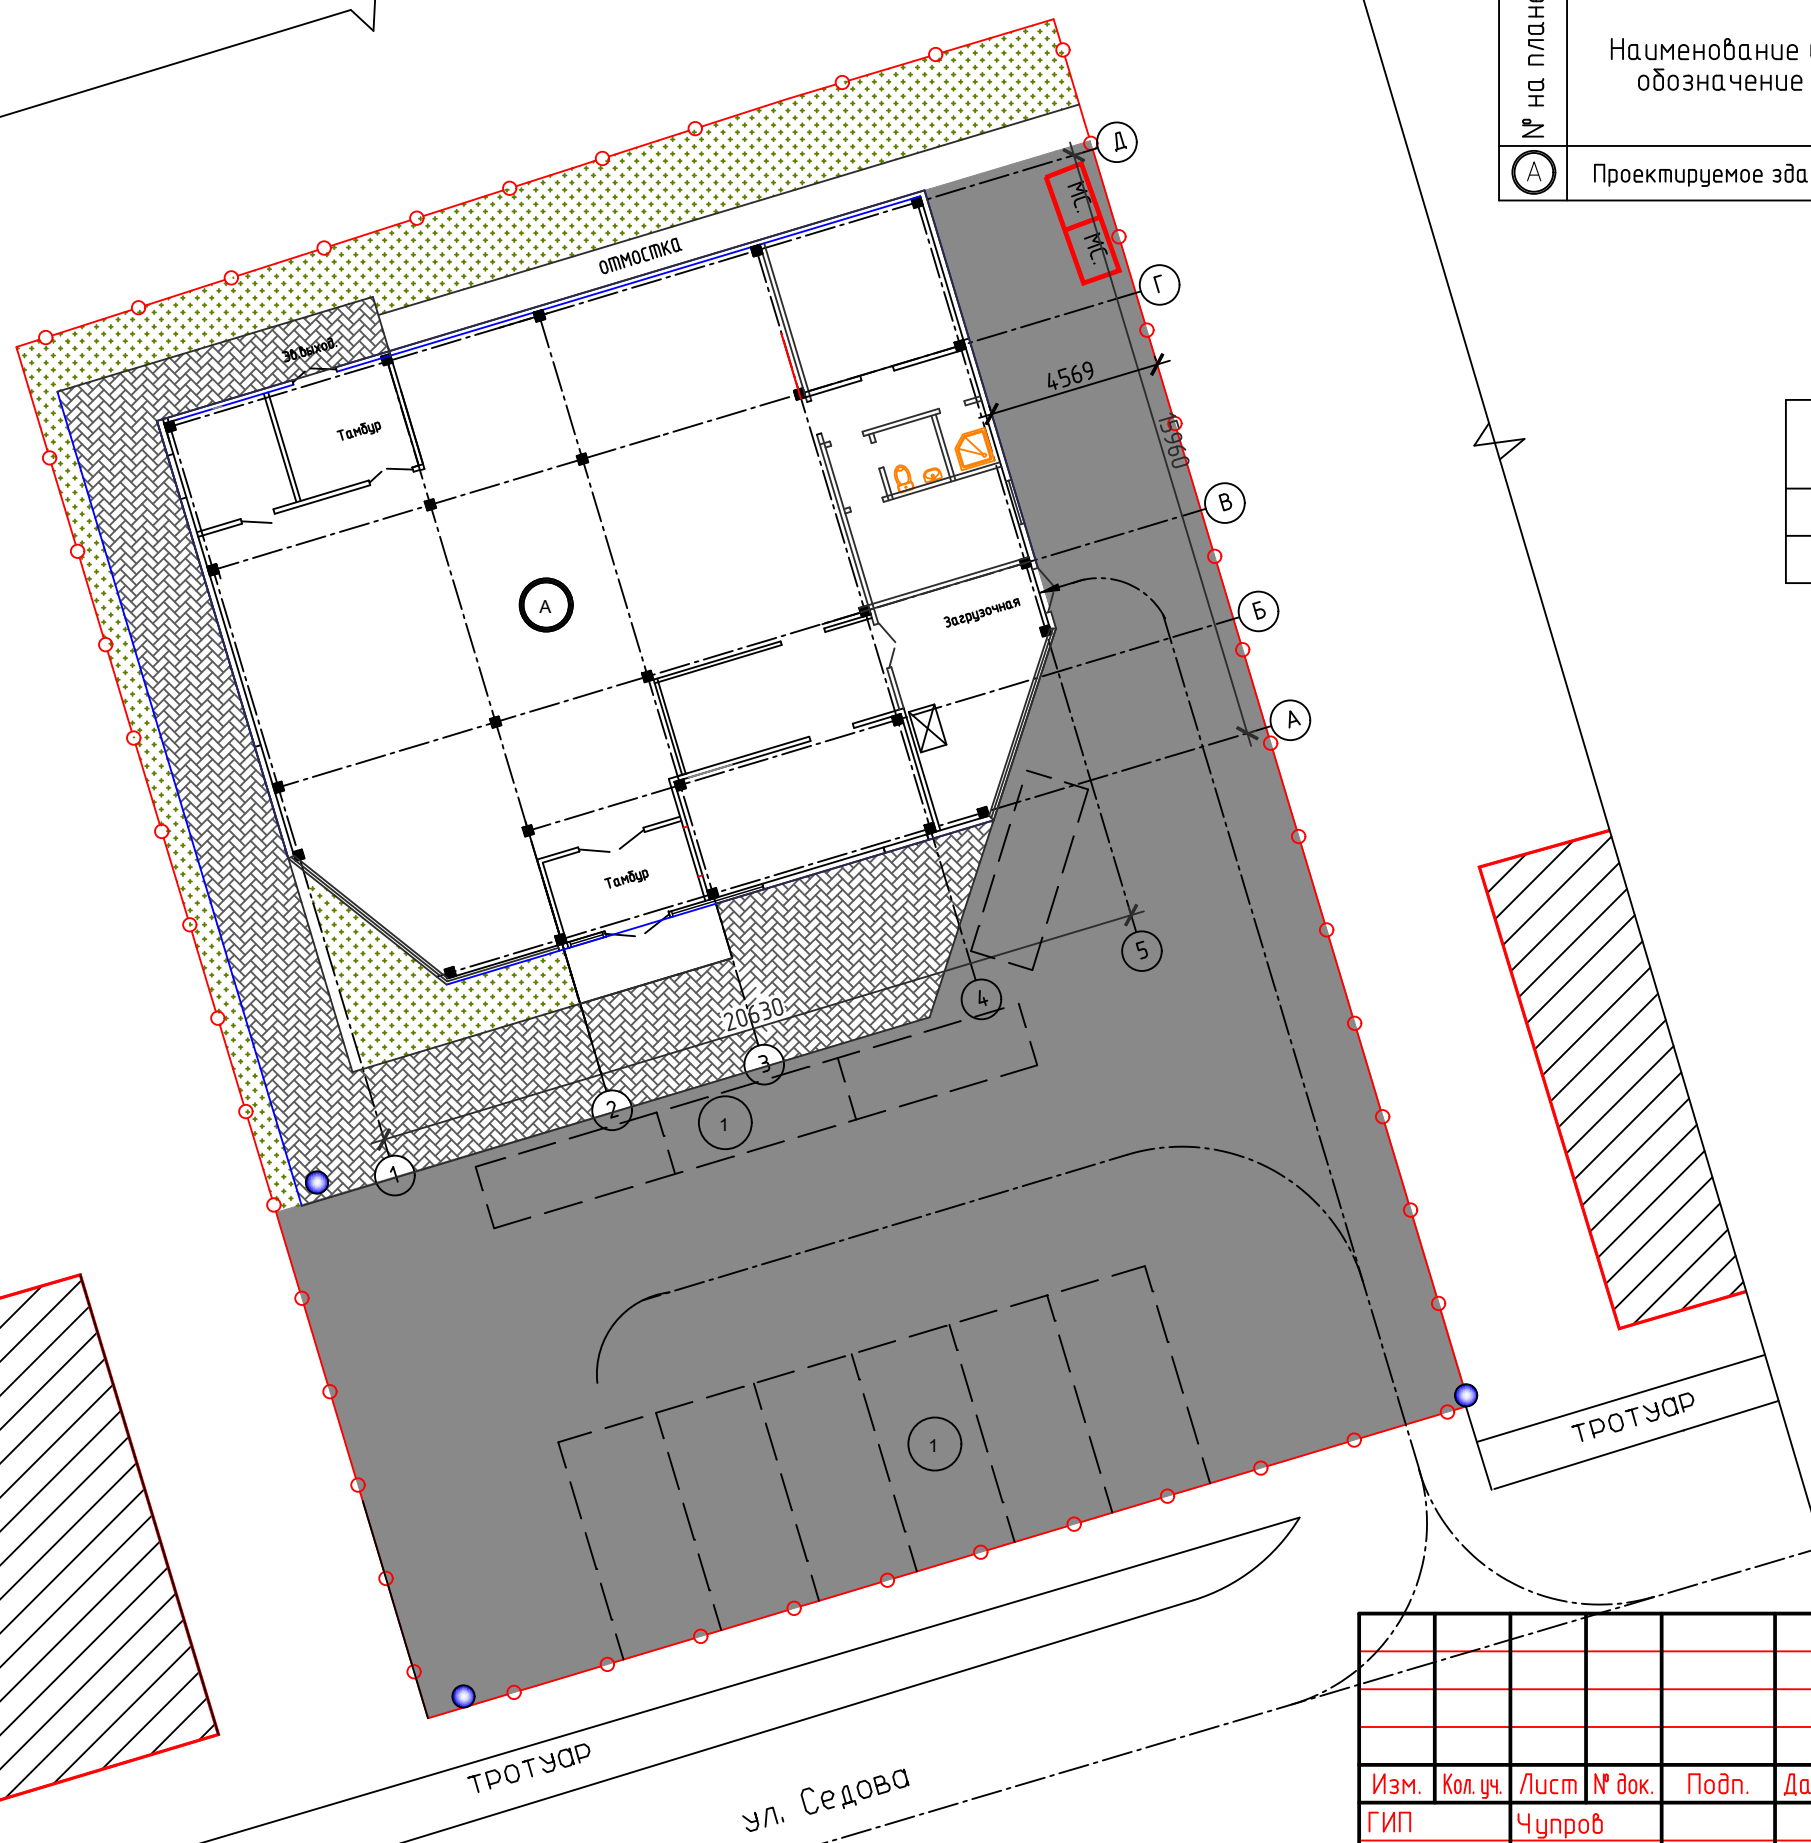 № на плане
Наименование
обозначение
А
Проектируемое зда
Д
МС.
МС.
отмостка
Г
4569
Эв.выход.
Тамбур
15960
В
А
Загрузочная
Б
А
Тамбур
5
4
20630
3
2
1
1
1
ТРОТУАР
ТРОТУАР
ул. Седова
Изм.
Кол. уч.
Лист
№ док.
Подп.
Да
ГИП
Чупров